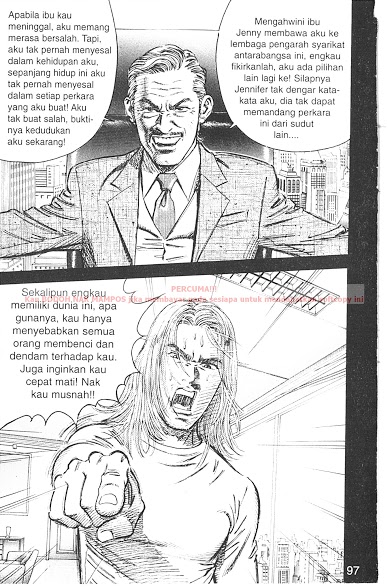 Apabila ibu kau
meninggal, aku memang
merasa bersalah. Tapi,
aku tak pernah menyesal
dalam kehidupan aku,
sepanjang hidup ini aku
tak pernah menyesal
dalam setiap perkara
yang aku buat! Aku
tak buat salah, bukti-
nya kedudukan
aku sekarang!
Mengahwini ibu
Jenny membawa aku ke
lembaga pengarah syarikat
antarabangsa ini, engkau
fikirkanlah, aku ada pilihan
lain lagi ke! Silapnya
Jennifer tak dengar kata-
kata aku, dia tak dapat
memandang perkara
ini dari sudut
lain....
PERCUMA!!!
Sekalipun engkau
memiliki dunia ini, apa
gunanya, kau hanya
menyebabkan semua
orang membenci dan
dendam terhadap kau.
Juga inginkan kau
cepat mati! Nak
kau musnah!!
97